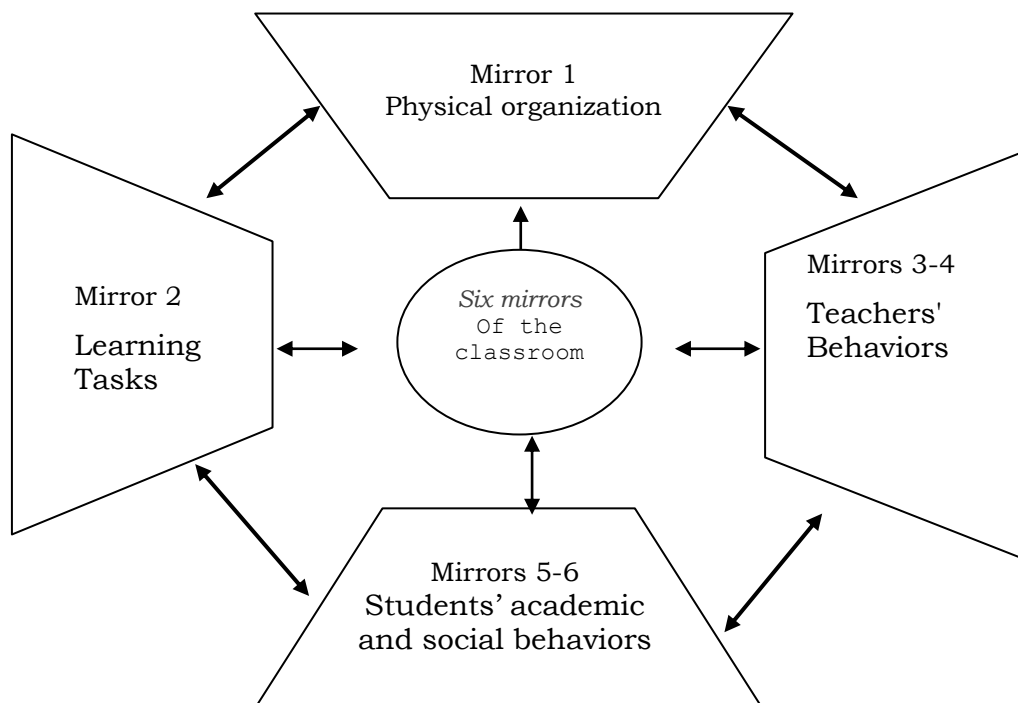 Mirror 1
Physical organization
Mirror 2
Learning
Tasks
Six mirrors
Of the
classroom
Mirrors 3-4
Teachers'
Behaviors
Mirrors 5-6
Students’ academic
and social behaviors